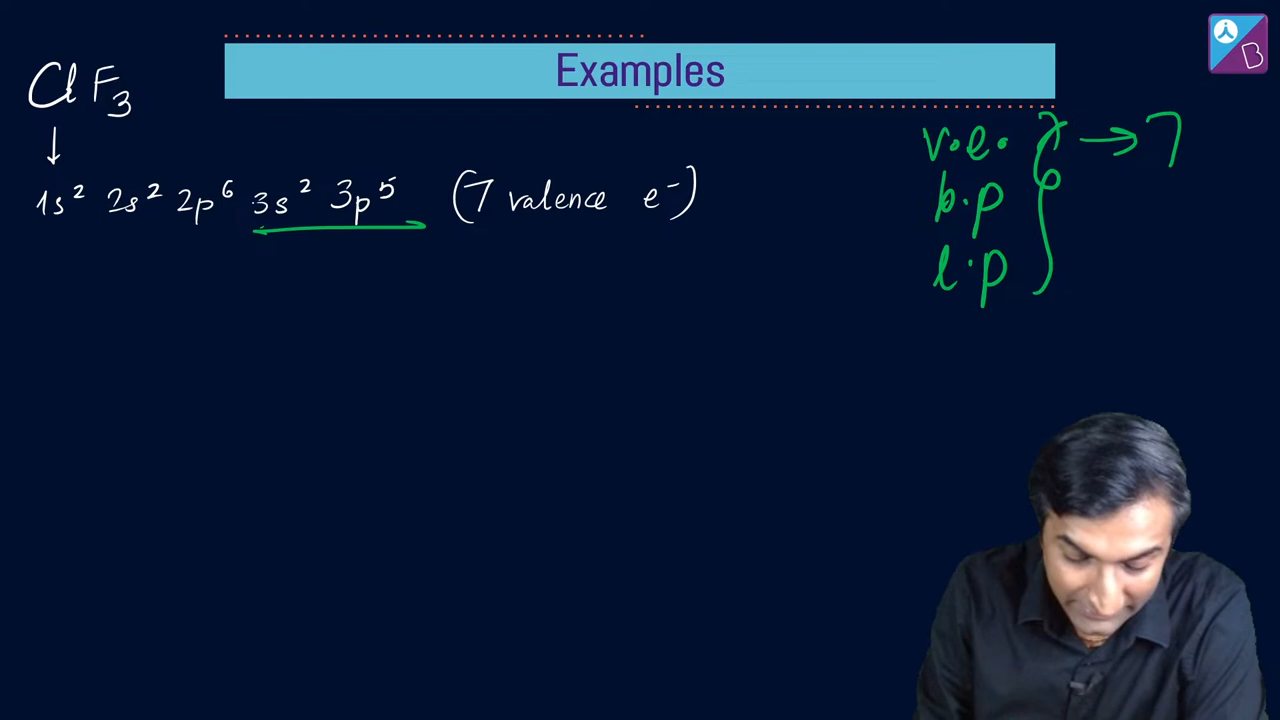 Examples
ClF₃
↓
1s² 2s² 2p⁶ 3s² 3p⁵ (7 valence e⁻)
v.e. → 7
b.p
l.p
B